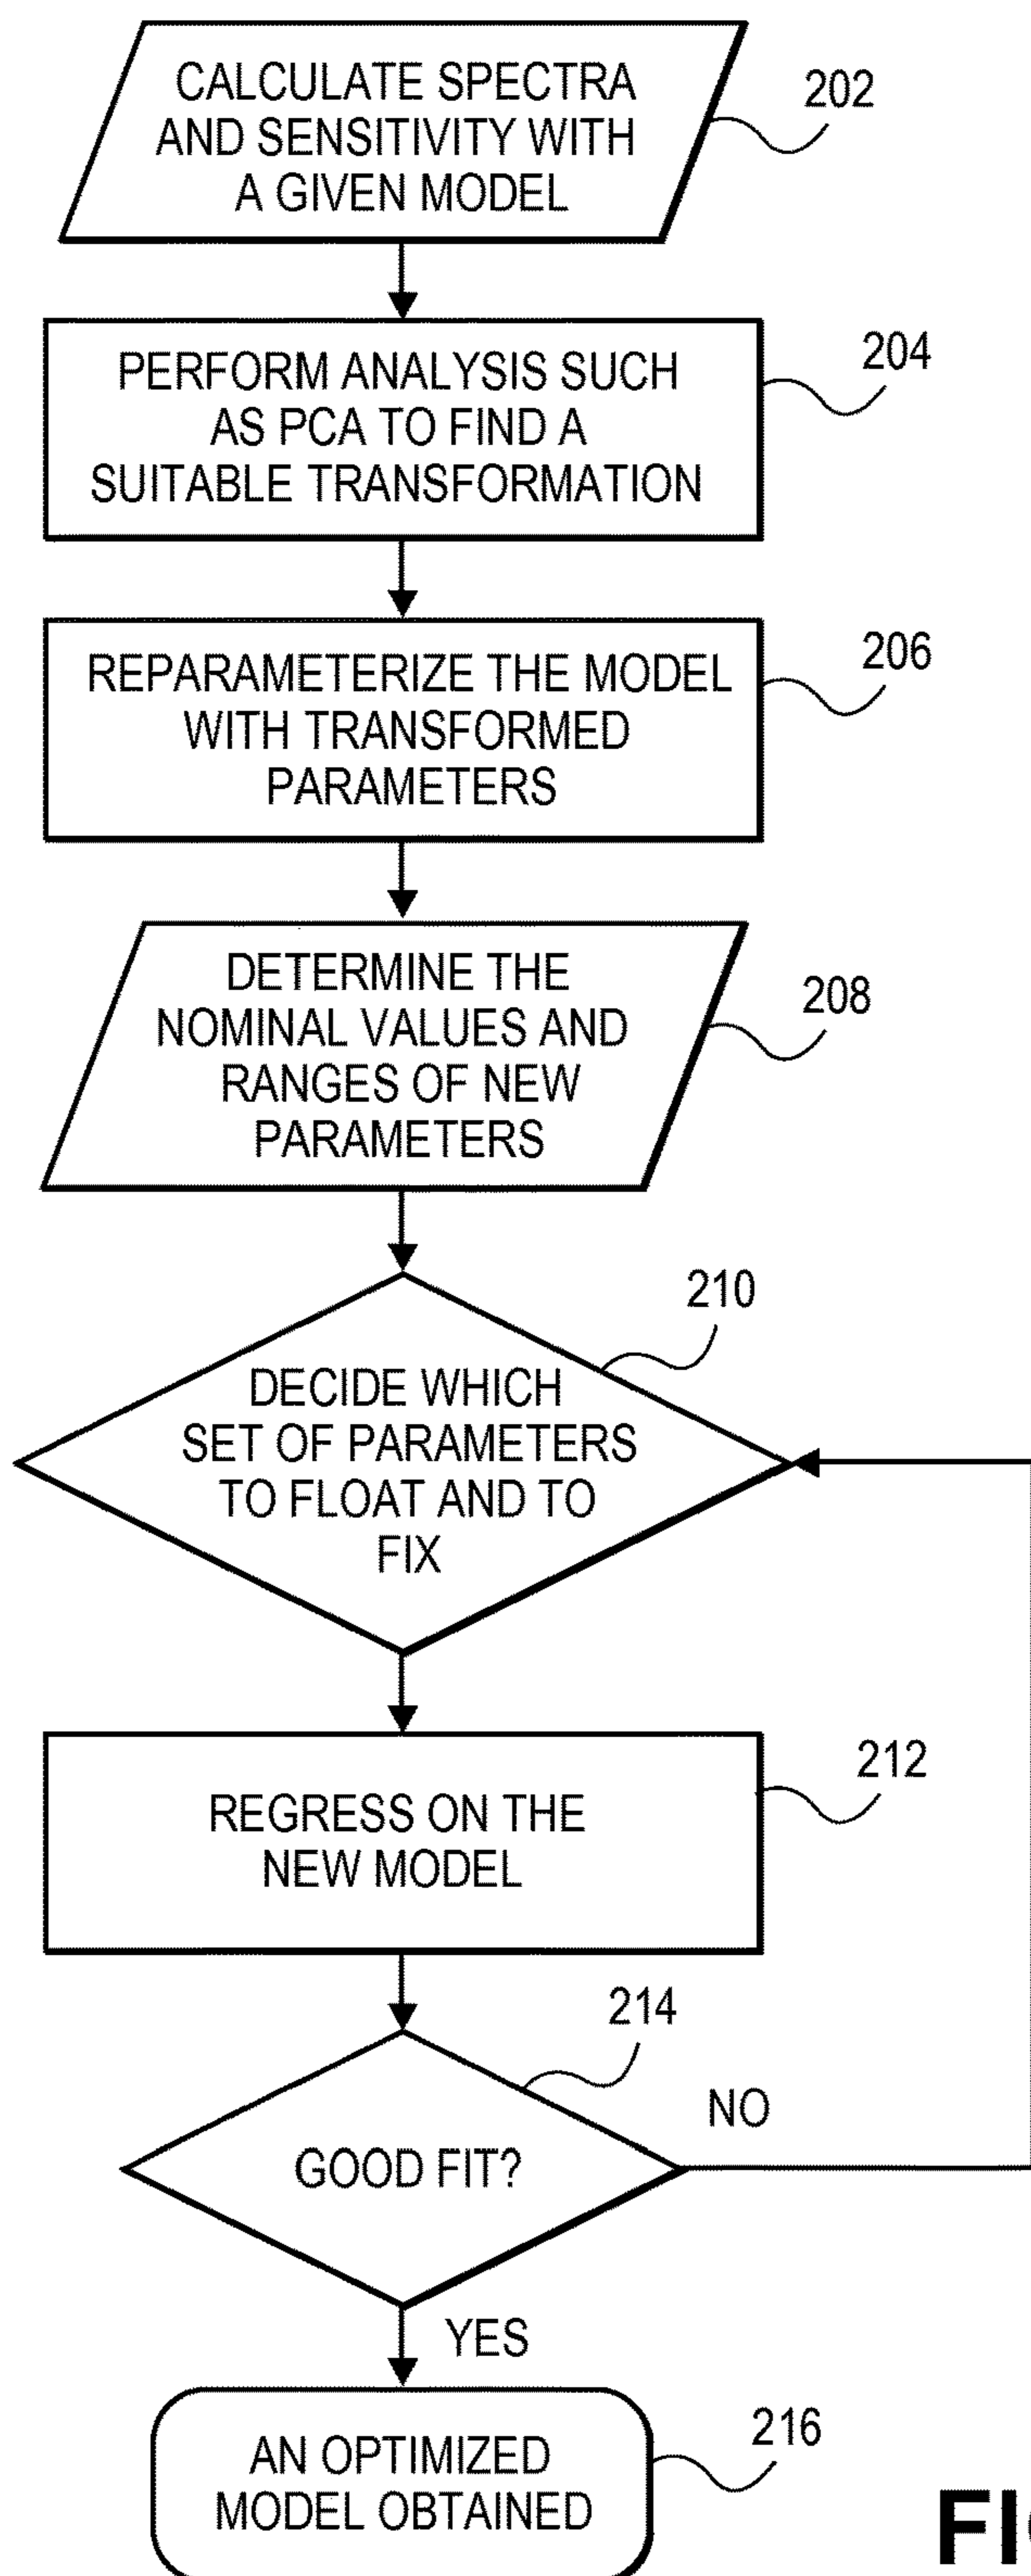 CALCULATE SPECTRA
AND SENSITIVITY WITH
A GIVEN MODEL
202
PERFORM ANALYSIS SUCH
AS PCA TO FIND A
SUITABLE TRANSFORMATION
204
REPARAMETERIZE THE MODEL
WITH TRANSFORMED
PARAMETERS
206
DETERMINE THE
NOMINAL VALUES AND
RANGES OF NEW
PARAMETERS
208
210
DECIDE WHICH
SET OF PARAMETERS
TO FLOAT AND TO
FIX
REGRESS ON THE
NEW MODEL
212
214
GOOD FIT?
NO
YES
AN OPTIMIZED
MODEL OBTAINED
216